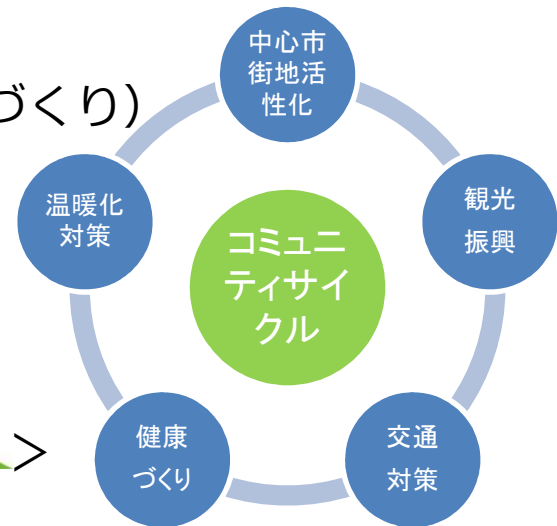 中心市
街地活
性化
づくり)
温暖化
対策
観光
振興
コミュニ
ティサイ
クル
健康
づくり
交通
対策
>